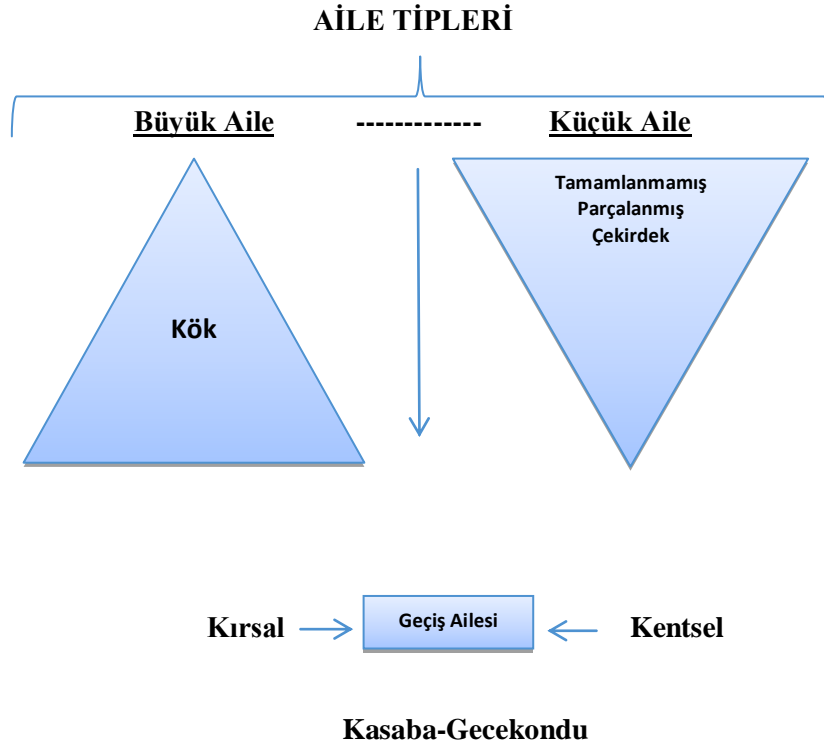 AİLE TİPLERİ
Büyük Aile ------------- Küçük Aile
Tamamlanmamış
Parçalanmış
Çekirdek
Kök
Kırsal Geçiş Ailesi Kentsel
Kasaba-Gecekondu